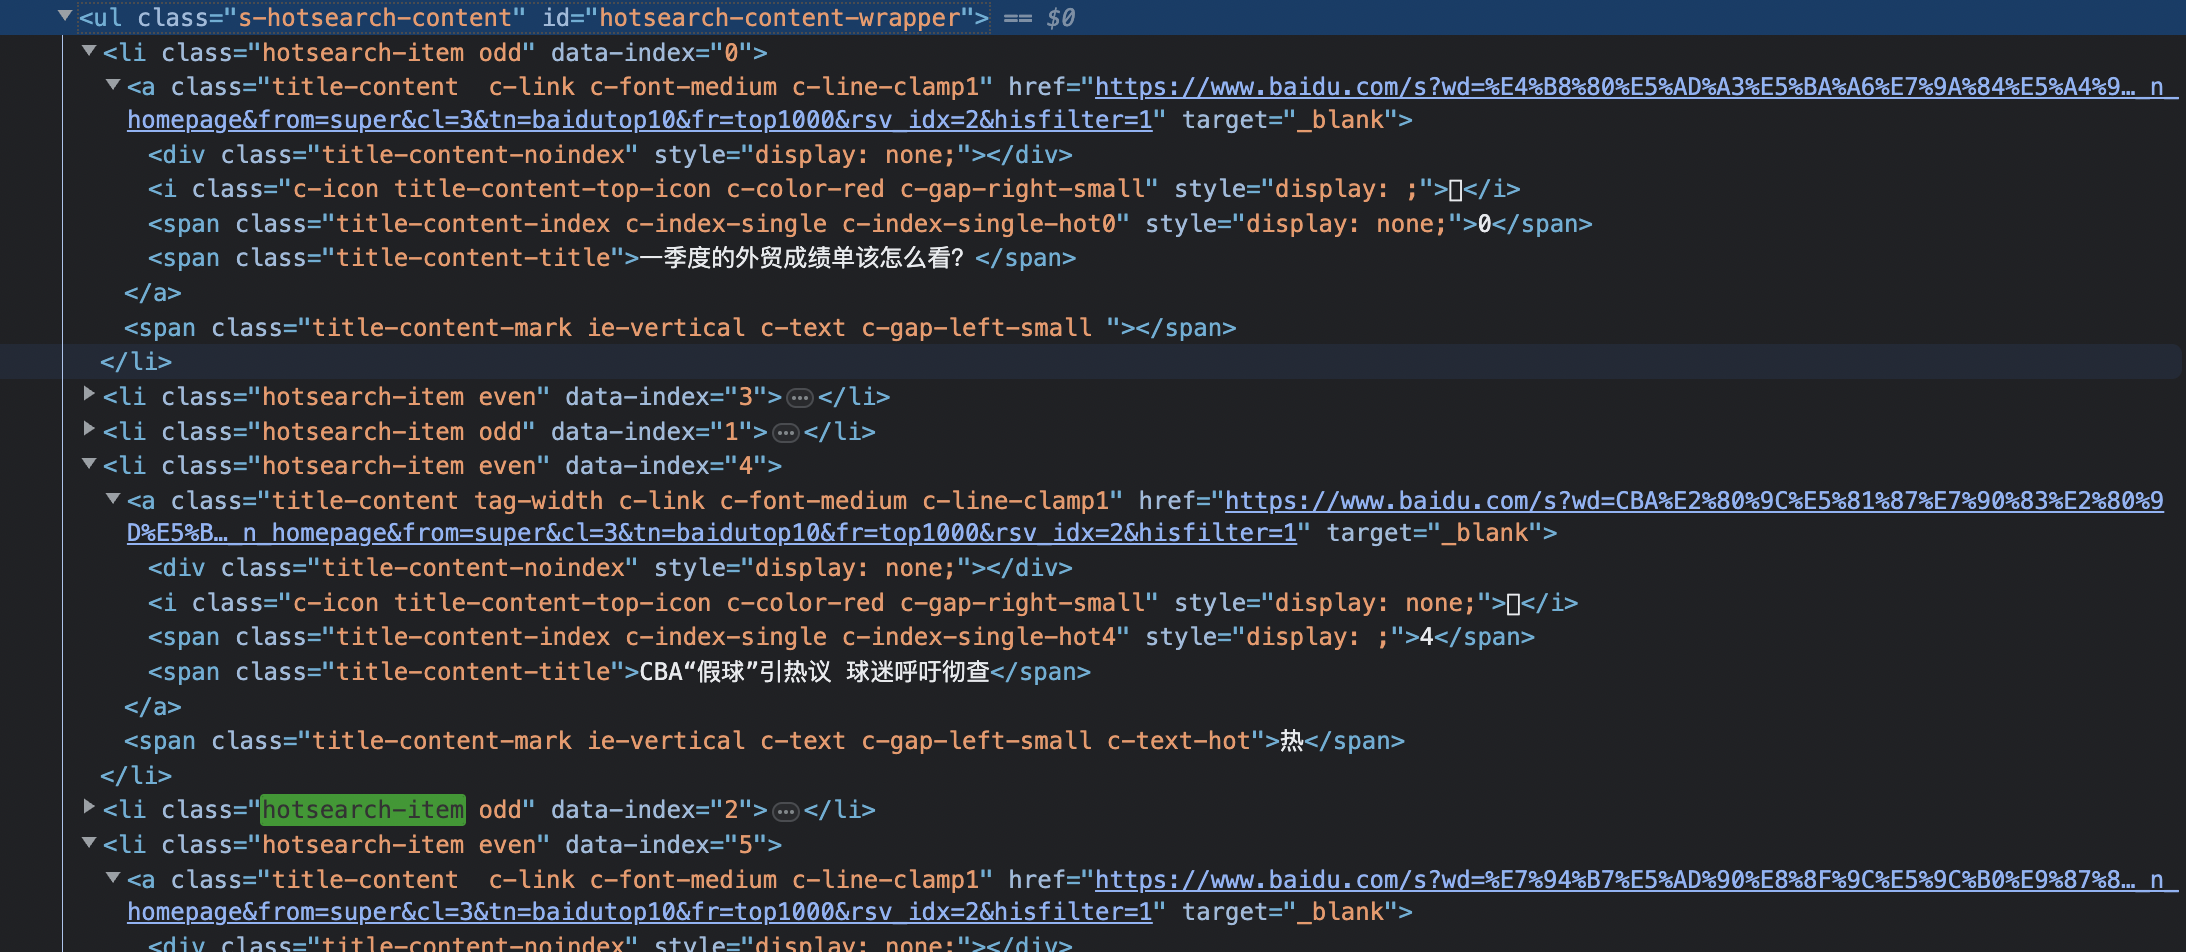 <ul class="s-hotsearch-content" id="hotsearch-content-wrapper"> == $0
<li class="hotsearch-item odd" data-index="0">
<a class="title-content  c-link c-font-medium c-line-clamp1" href="https://www.baidu.com/s?wd=%E4%B8%80%E5%AD%A3%E5%BA%A6%E7%9A%84%E5%A4%9…_n_
homepage&from=super&cl=3&tn=baidutop10&fr=top1000&rsv_idx=2&hisfilter=1" target="_blank">
<div class="title-content-noindex" style="display: none;"></div>
<i class="c-icon title-content-top-icon c-color-red c-gap-right-small" style="display: ;"></i>
<span class="title-content-index c-index-single c-index-single-hot0" style="display: none;">0</span>
<span class="title-content-title">一季度的外贸成绩单该怎么看？</span>
</a>
<span class="title-content-mark ie-vertical c-text c-gap-left-small "></span>
</li>
<li class="hotsearch-item even" data-index="3">…</li>
<li class="hotsearch-item odd" data-index="1">…</li>
<li class="hotsearch-item even" data-index="4">
<a class="title-content tag-width c-link c-font-medium c-line-clamp1" href="https://www.baidu.com/s?wd=CBA%E2%80%9C%E5%81%87%E7%90%83%E2%80%9
D%E5%B…_n_homepage&from=super&cl=3&tn=baidutop10&fr=top1000&rsv_idx=2&hisfilter=1" target="_blank">
<div class="title-content-noindex" style="display: none;"></div>
<i class="c-icon title-content-top-icon c-color-red c-gap-right-small" style="display: none;"></i>
<span class="title-content-index c-index-single c-index-single-hot4" style="display: ;">4</span>
<span class="title-content-title">CBA“假球”引热议 球迷呼吁彻查</span>
</a>
<span class="title-content-mark ie-vertical c-text c-gap-left-small c-text-hot">热</span>
</li>
<li class="hotsearch-item odd" data-index="2">…</li>
<li class="hotsearch-item even" data-index="5">
<a class="title-content  c-link c-font-medium c-line-clamp1" href="https://www.baidu.com/s?wd=%E7%94%B7%E5%AD%90%E8%8F%9C%E5%9C%B0%E9%87%8…_n_
homepage&from=super&cl=3&tn=baidutop10&fr=top1000&rsv_idx=2&hisfilter=1" target="_blank">
<div class="title-content-noindex" style="display: none;"></div>